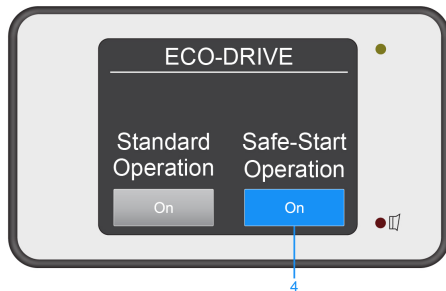 ECO-DRIVE
Standard Operation
Safe-Start Operation
On
On
4